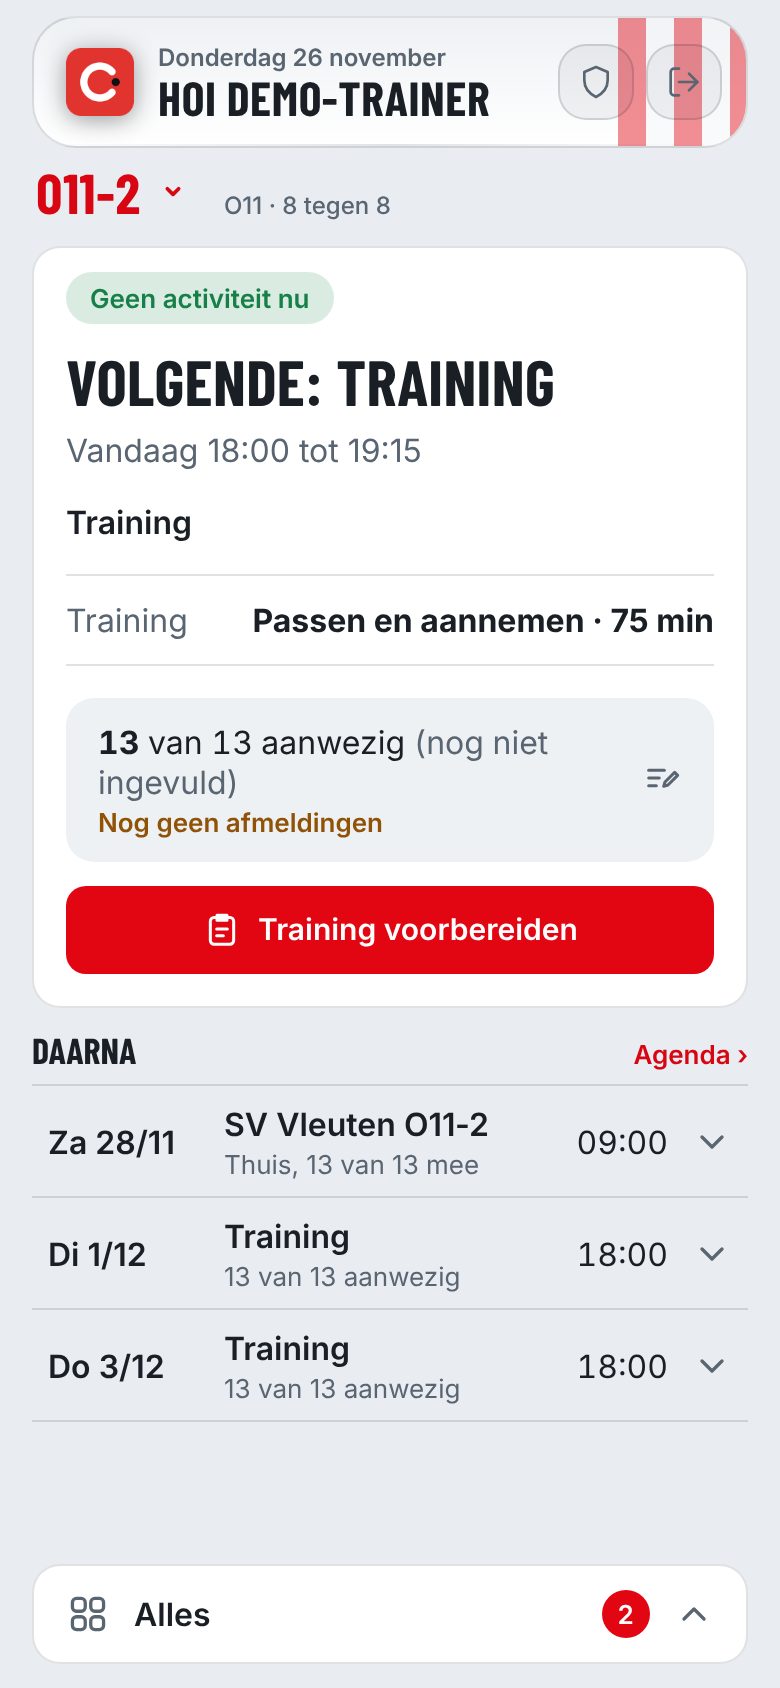 Donderdag 26 november
HOI DEMO-TRAINER
O11-2
O11 · 8 tegen 8
Geen activiteit nu
VOLGENDE: TRAINING
Vandaag 18:00 tot 19:15
Training
Training Passen en aannemen · 75 min
13 van 13 aanwezig (nog niet
ingevuld)
Nog geen afmeldingen
Training voorbereiden
DAARNA Agenda ›
Za 28/11 SV Vleuten O11-2 09:00
Thuis, 13 van 13 mee
Di 1/12 Training 18:00
13 van 13 aanwezig
Do 3/12 Training 18:00
13 van 13 aanwezig
Alles 2